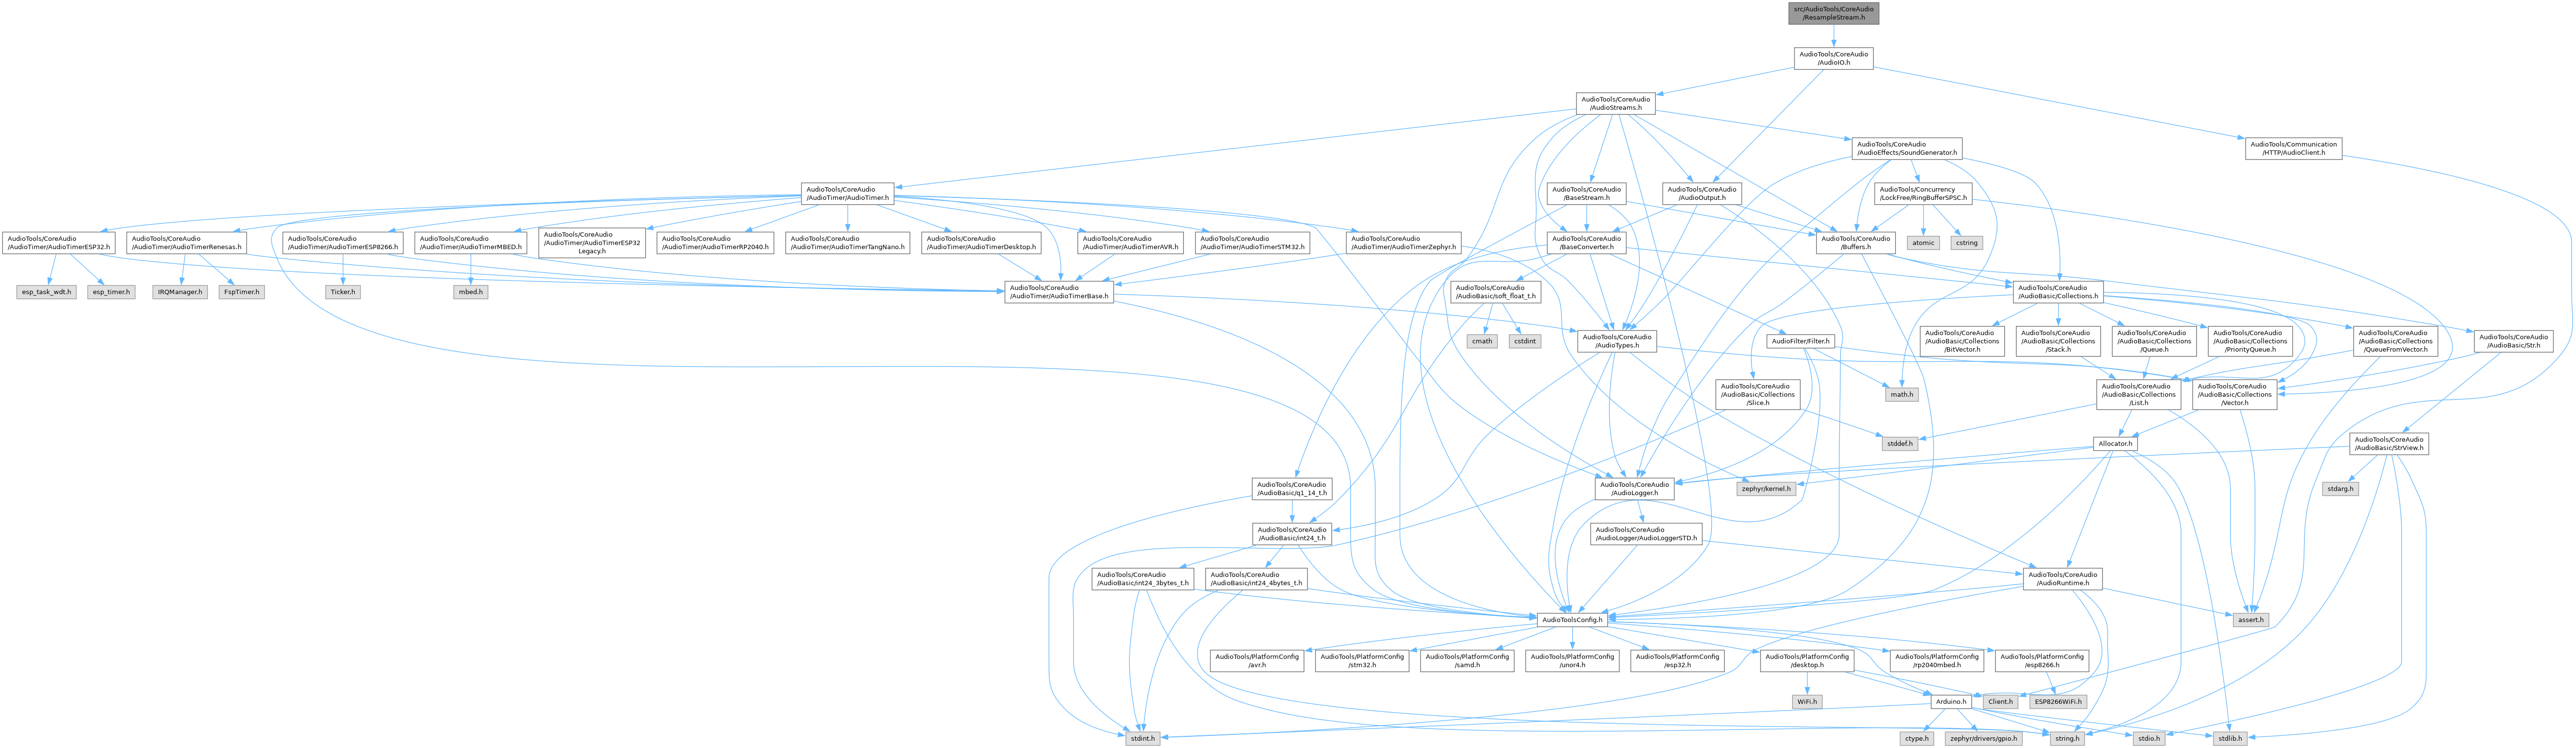 src/AudioTools/CoreAudio
/ResampleStream.h
AudioTools/CoreAudio
/AudioIO.h
AudioTools/CoreAudio
/AudioStreams.h
AudioTools/CoreAudio
/AudioEffects/SoundGenerator.h
AudioTools/Communication
/HTTP/AudioClient.h
AudioTools/CoreAudio
/AudioTimer/AudioTimer.h
AudioTools/CoreAudio
/BaseStream.h
AudioTools/CoreAudio
/AudioOutput.h
AudioTools/Concurrency
/LockFree/RingBufferSPSC.h
AudioTools/CoreAudio
/AudioTimer/AudioTimerESP32.h
AudioTools/CoreAudio
/AudioTimer/AudioTimerRenesas.h
AudioTools/CoreAudio
/AudioTimer/AudioTimerESP8266.h
AudioTools/CoreAudio
/AudioTimer/AudioTimerMBED.h
AudioTools/CoreAudio
/AudioTimer/AudioTimerESP32
Legacy.h
AudioTools/CoreAudio
/AudioTimer/AudioTimerRP2040.h
AudioTools/CoreAudio
/AudioTimer/AudioTimerTangNano.h
AudioTools/CoreAudio
/AudioTimer/AudioTimerDesktop.h
AudioTools/CoreAudio
/AudioTimer/AudioTimerAVR.h
AudioTools/CoreAudio
/AudioTimer/AudioTimerSTM32.h
AudioTools/CoreAudio
/AudioTimer/AudioTimerZephyr.h
AudioTools/CoreAudio
/BaseConverter.h
AudioTools/CoreAudio
/Buffers.h
atomic
cstring
esp_task_wdt.h
esp_timer.h
IRQManager.h
FspTimer.h
Ticker.h
mbed.h
AudioTools/CoreAudio
/AudioTimer/AudioTimerBase.h
AudioTools/CoreAudio
/AudioBasic/soft_float_t.h
AudioTools/CoreAudio
/AudioBasic/Collections.h
cmath
cstdint
AudioTools/CoreAudio
/AudioTypes.h
AudioFilter/Filter.h
AudioTools/CoreAudio
/AudioBasic/Collections
/BitVector.h
AudioTools/CoreAudio
/AudioBasic/Collections
/Stack.h
AudioTools/CoreAudio
/AudioBasic/Collections
/Queue.h
AudioTools/CoreAudio
/AudioBasic/Collections
/PriorityQueue.h
AudioTools/CoreAudio
/AudioBasic/Collections
/QueueFromVector.h
AudioTools/CoreAudio
/AudioBasic/Str.h
AudioTools/CoreAudio
/AudioBasic/Collections
/Slice.h
math.h
AudioTools/CoreAudio
/AudioBasic/Collections
/List.h
AudioTools/CoreAudio
/AudioBasic/Collections
/Vector.h
stddef.h
Allocator.h
AudioTools/CoreAudio
/AudioBasic/StrView.h
AudioTools/CoreAudio
/AudioBasic/q1_14_t.h
AudioTools/CoreAudio
/AudioLogger.h
zephyr/kernel.h
stdarg.h
AudioTools/CoreAudio
/AudioBasic/int24_t.h
AudioTools/CoreAudio
/AudioLogger/AudioLoggerSTD.h
AudioTools/CoreAudio
/AudioBasic/int24_3bytes_t.h
AudioTools/CoreAudio
/AudioBasic/int24_4bytes_t.h
AudioTools/CoreAudio
/AudioRuntime.h
AudioToolsConfig.h
assert.h
AudioTools/PlatformConfig
/avr.h
AudioTools/PlatformConfig
/stm32.h
AudioTools/PlatformConfig
/samd.h
AudioTools/PlatformConfig
/unor4.h
AudioTools/PlatformConfig
/esp32.h
AudioTools/PlatformConfig
/desktop.h
AudioTools/PlatformConfig
/rp2040mbed.h
AudioTools/PlatformConfig
/esp8266.h
WiFi.h
Arduino.h
Client.h
ESP8266WiFi.h
stdint.h
ctype.h
zephyr/drivers/gpio.h
string.h
stdio.h
stdlib.h